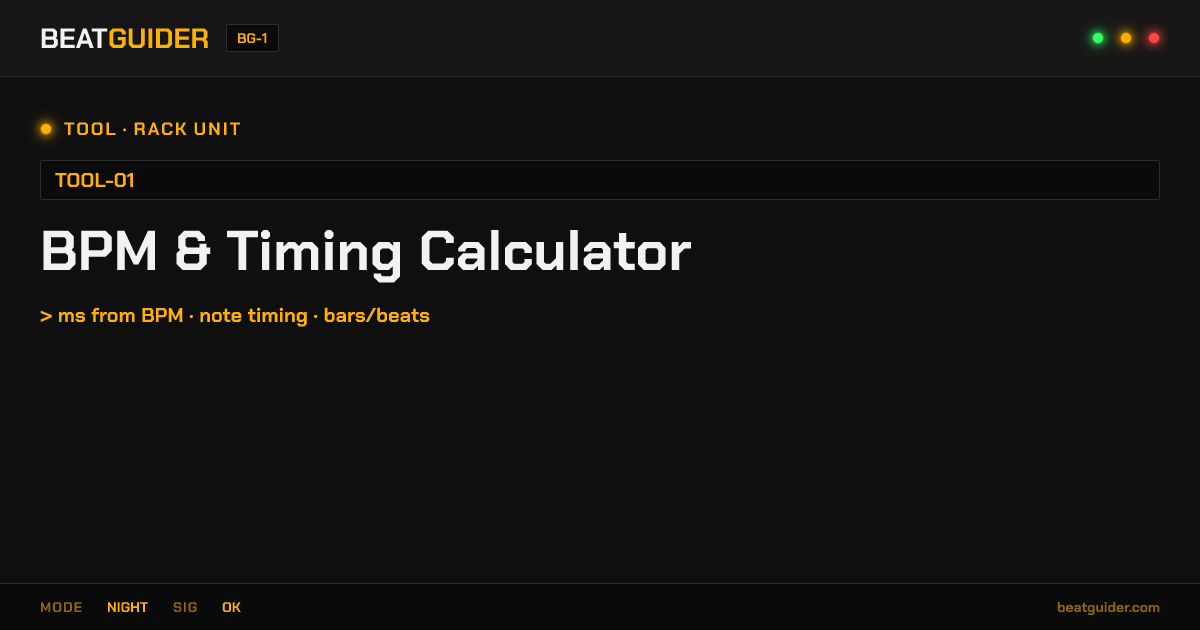 BEATGUIDER BG-1
TOOL · RACK UNIT
TOOL-01
BPM & Timing Calculator
> ms from BPM · note timing · bars/beats
MODE NIGHT SIG OK beatguider.com